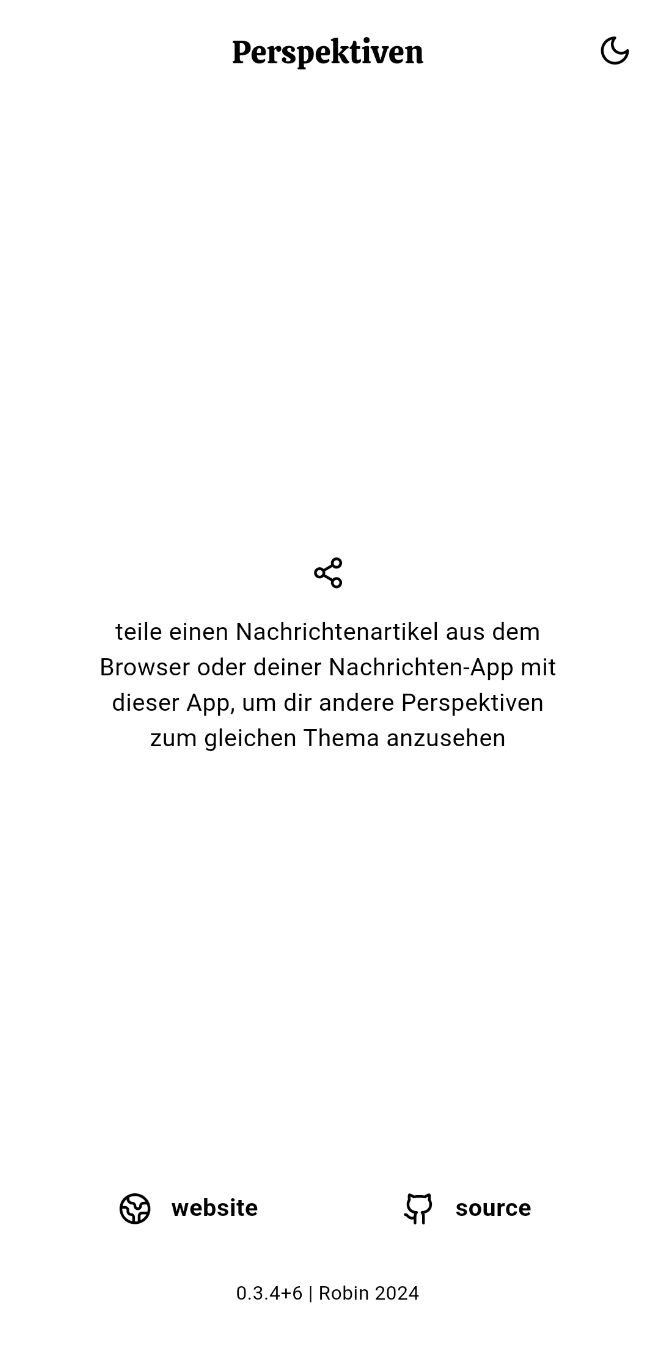 Perspektiven
teile einen Nachrichtenartikel aus dem
Browser oder deiner Nachrichten-App mit
dieser App, um dir andere Perspektiven
zum gleichen Thema anzusehen
website
source
0.3.4+6 | Robin 2024